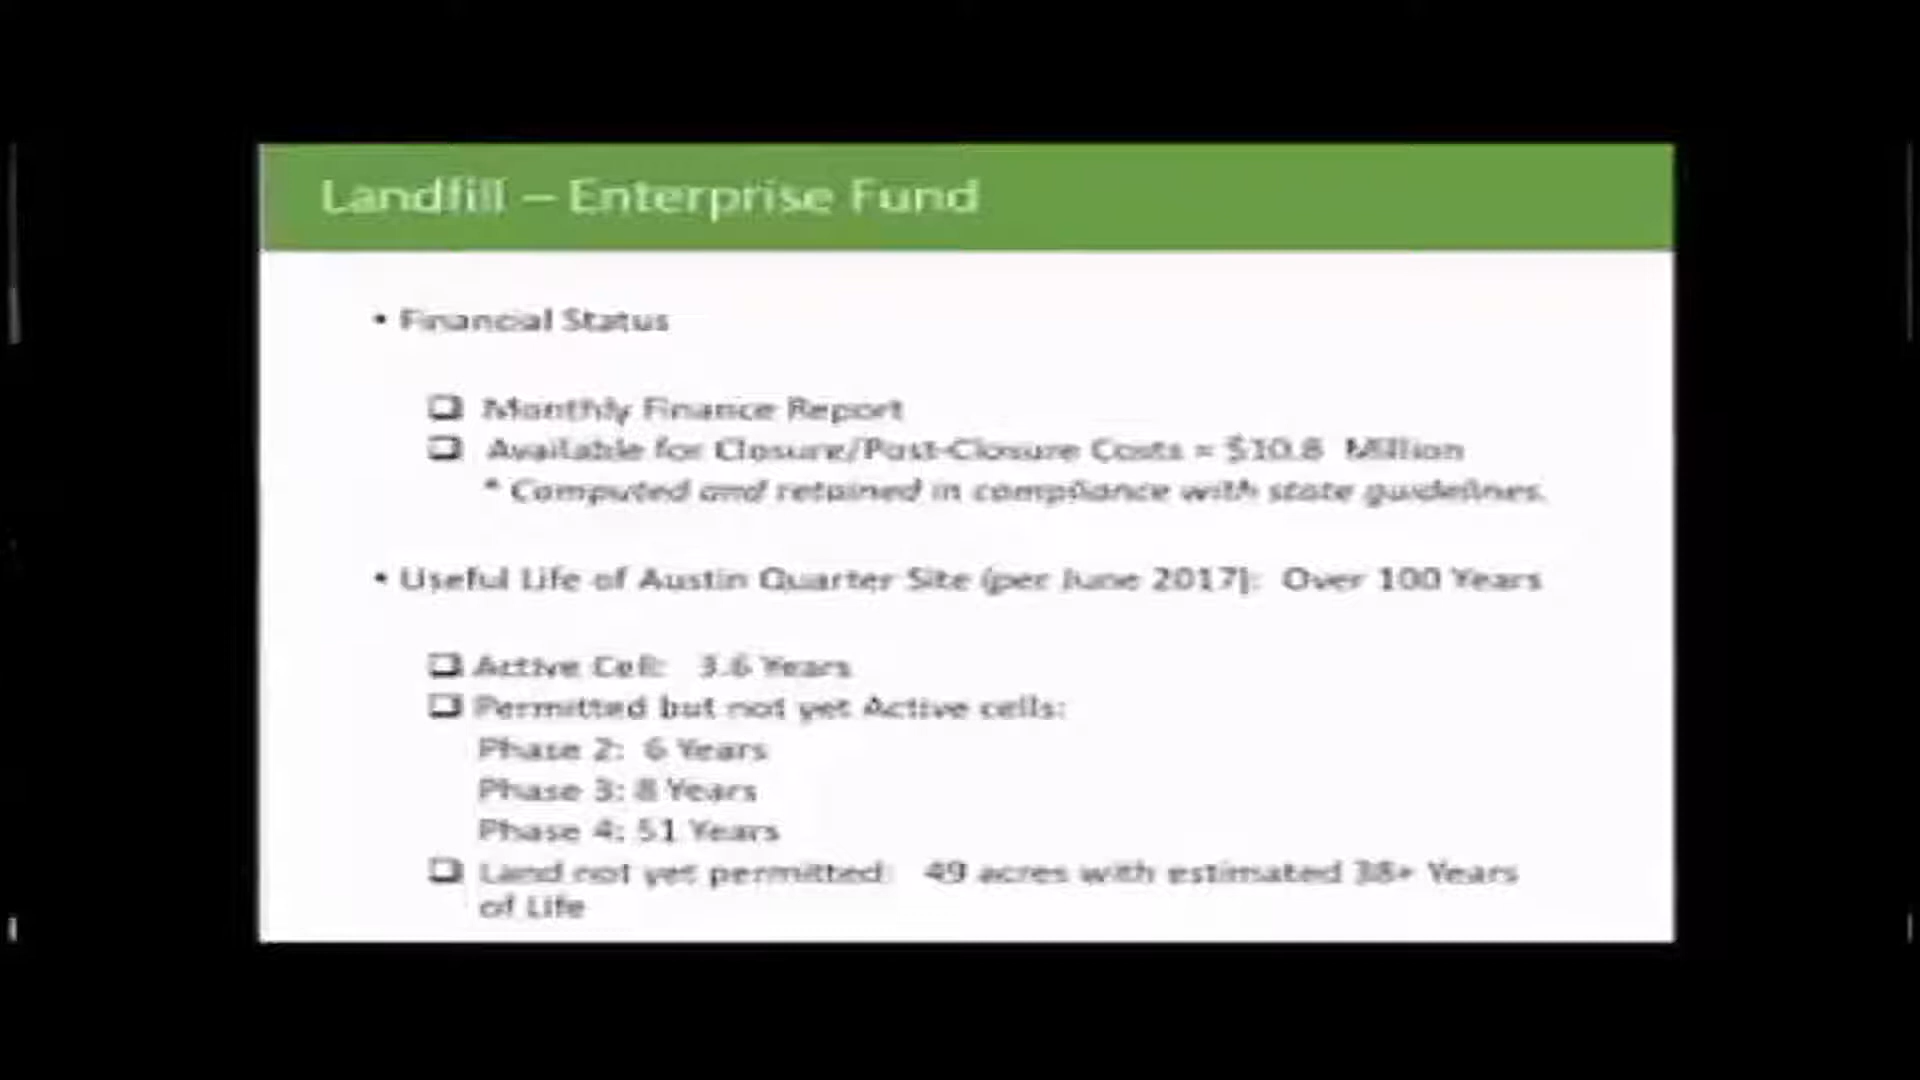 Landfill – Enterprise Fund
• Financial Status
❑ Monthly Finance Report
❑ Available for Closure/Post-Closure Costs = $10.8 Million
* Computed and retained in compliance with state guidelines.
• Useful Life of Austin Quarter Site (per June 2017): Over 100 Years
❑ Active Cell: 3.6 Years
❑ Permitted but not yet Active cells:
Phase 2: 6 Years
Phase 3: 8 Years
Phase 4: 51 Years
❑ Land not yet permitted: 49 acres with estimated 38+ Years
of Life